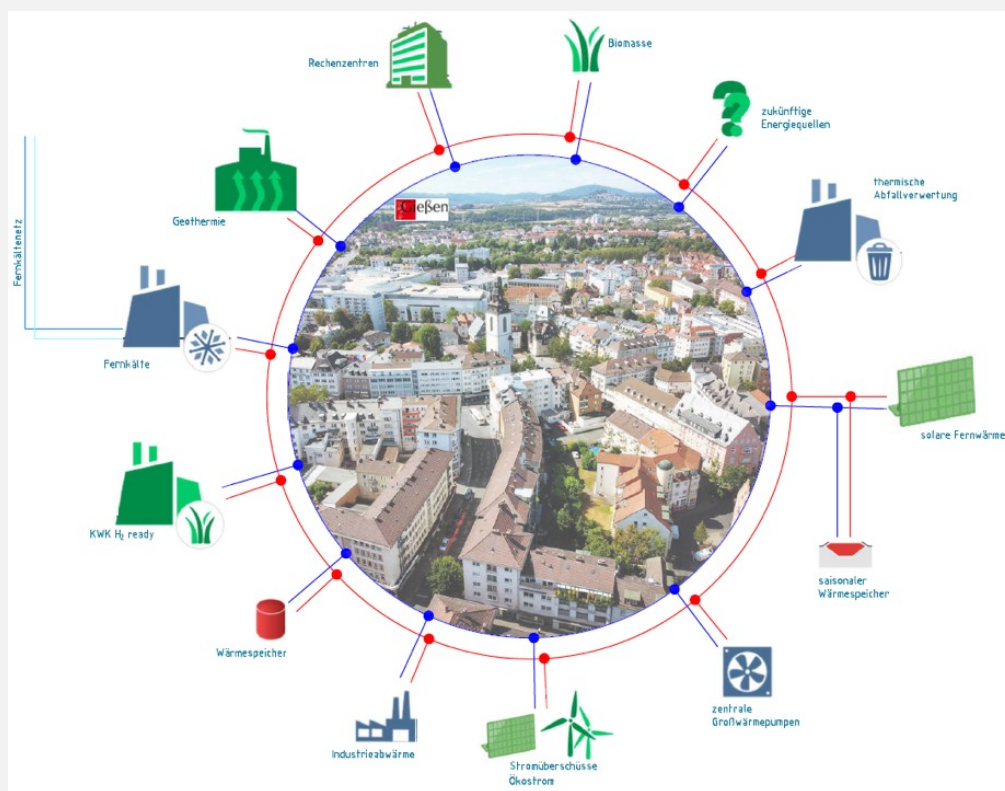 Rechenzentren
Biomasse
zukünftige
Energiequellen
thermische
Abfallverwertung
Gießen
Geothermie
Fernkältenetz
Fernkälte
solare Fernwärme
KWK H₂ ready
saisonaler
Wärmespeicher
Wärmespeicher
zentrale
Großwärmepumpen
Industrieabwärme
Stromüberschüsse
Ökostrom